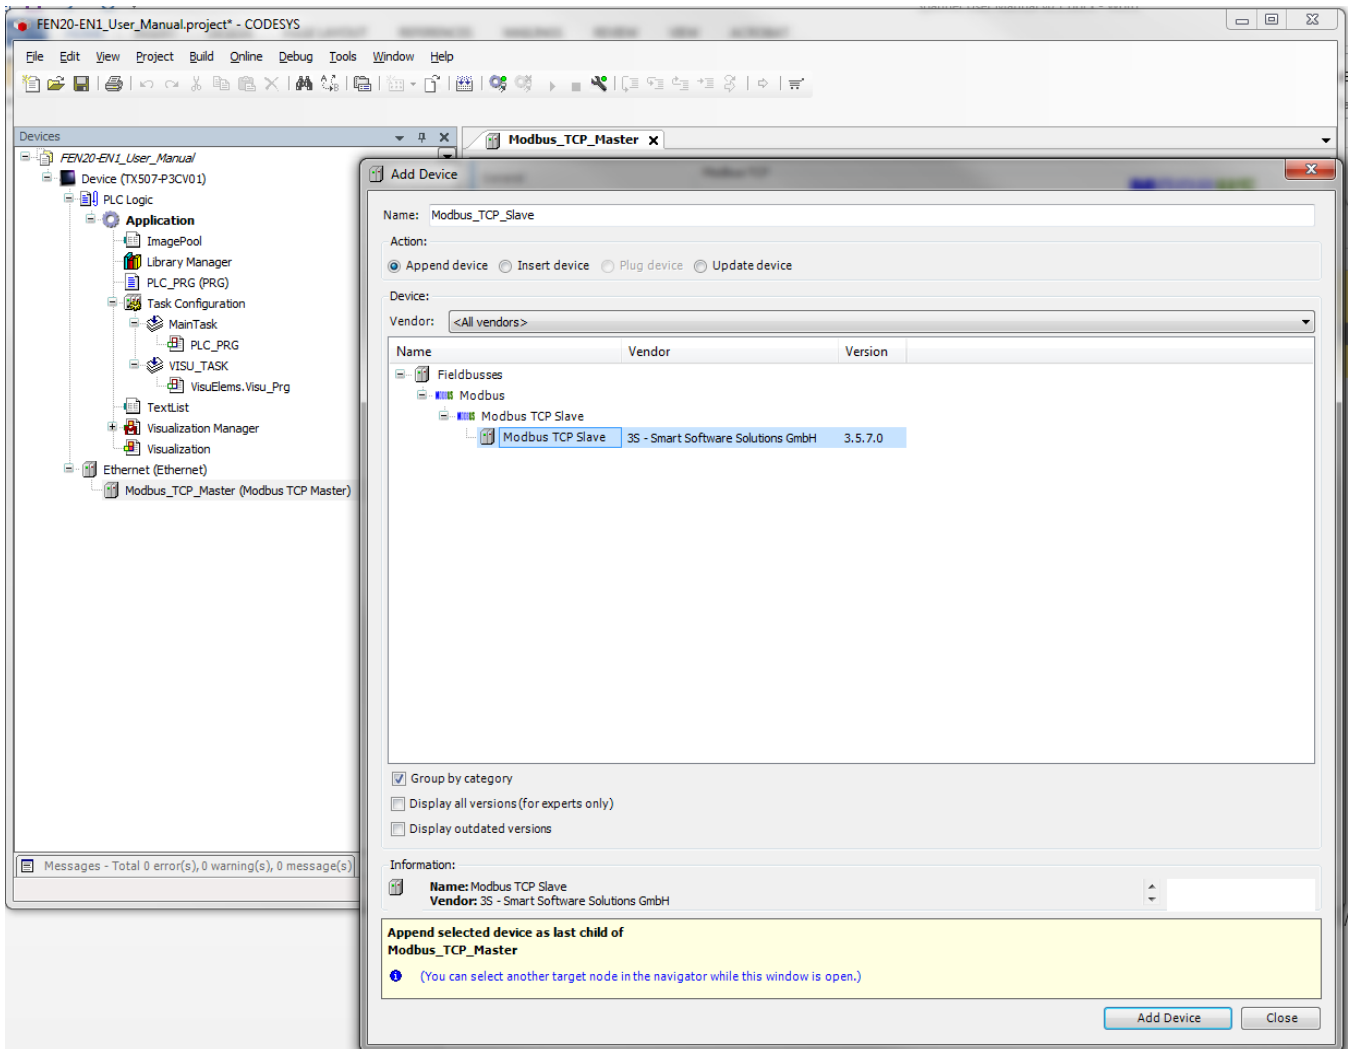 FEN20-EN1_User_Manual.project* - CODESYS
File Edit View Project Build Online Debug Tools Window Help
Devices
FEN20-EN1_User_Manual
Device (TX507-P3CV01)
PLC Logic
Application
ImagePool
Library Manager
PLC_PRG (PRG)
Task Configuration
MainTask
PLC_PRG
VISU_TASK
VisuElems.Visu_Prg
TextList
Visualization Manager
Visualization
Ethernet (Ethernet)
Modbus_TCP_Master (Modbus TCP Master)
Messages - Total 0 error(s), 0 warning(s), 0 message(s)
Modbus_TCP_Master
Add Device
Name: Modbus_TCP_Slave
Action:
Append device Insert device Plug device Update device
Device:
Vendor: <All vendors>
Name Vendor Version
Fieldbusses
Modbus
Modbus TCP Slave
Modbus TCP Slave 3S - Smart Software Solutions GmbH 3.5.7.0
Group by category
Display all versions (for experts only)
Display outdated versions
Information:
Name: Modbus TCP Slave
Vendor: 3S - Smart Software Solutions GmbH
Append selected device as last child of
Modbus_TCP_Master
(You can select another target node in the navigator while this window is open.)
Add Device Close